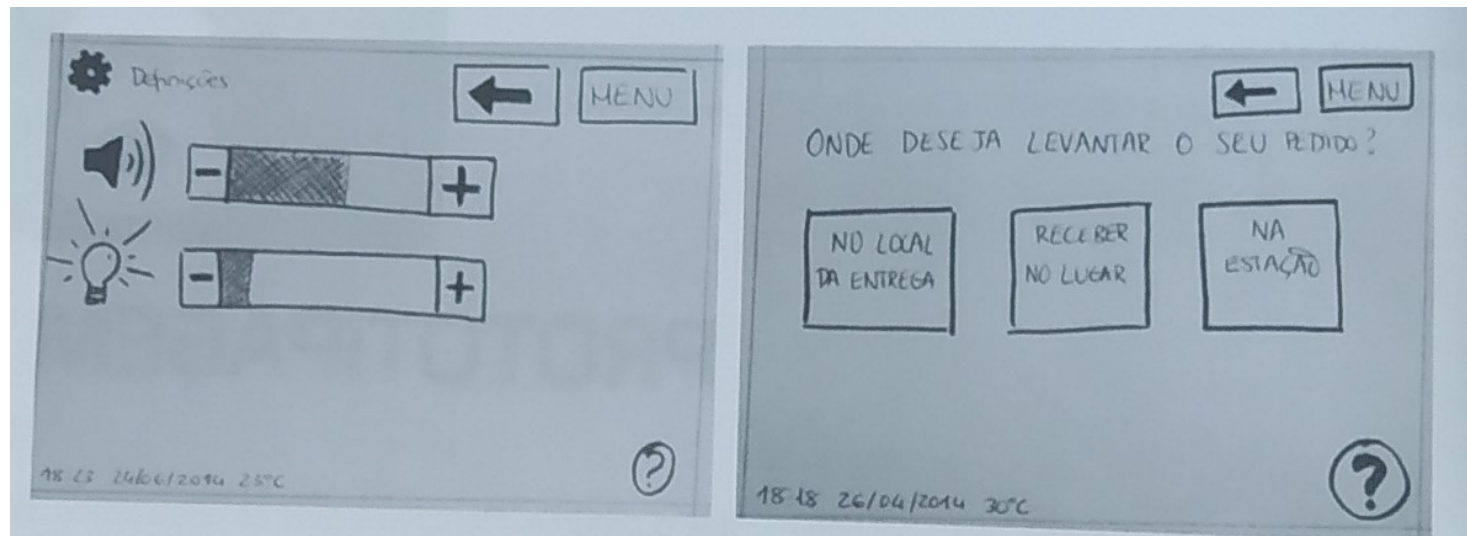 Definições
MENU
18 23 24/06/2014 25°C
MENU
ONDE DESEJA LEVANTAR O SEU PEDIDO?
NO LOCAL
DA ENTREGA
RECEBER
NO LUGAR
NA
ESTAÇÃO
?
18 18 26/04/2014 30°C
?
PROTOTIPAGEM